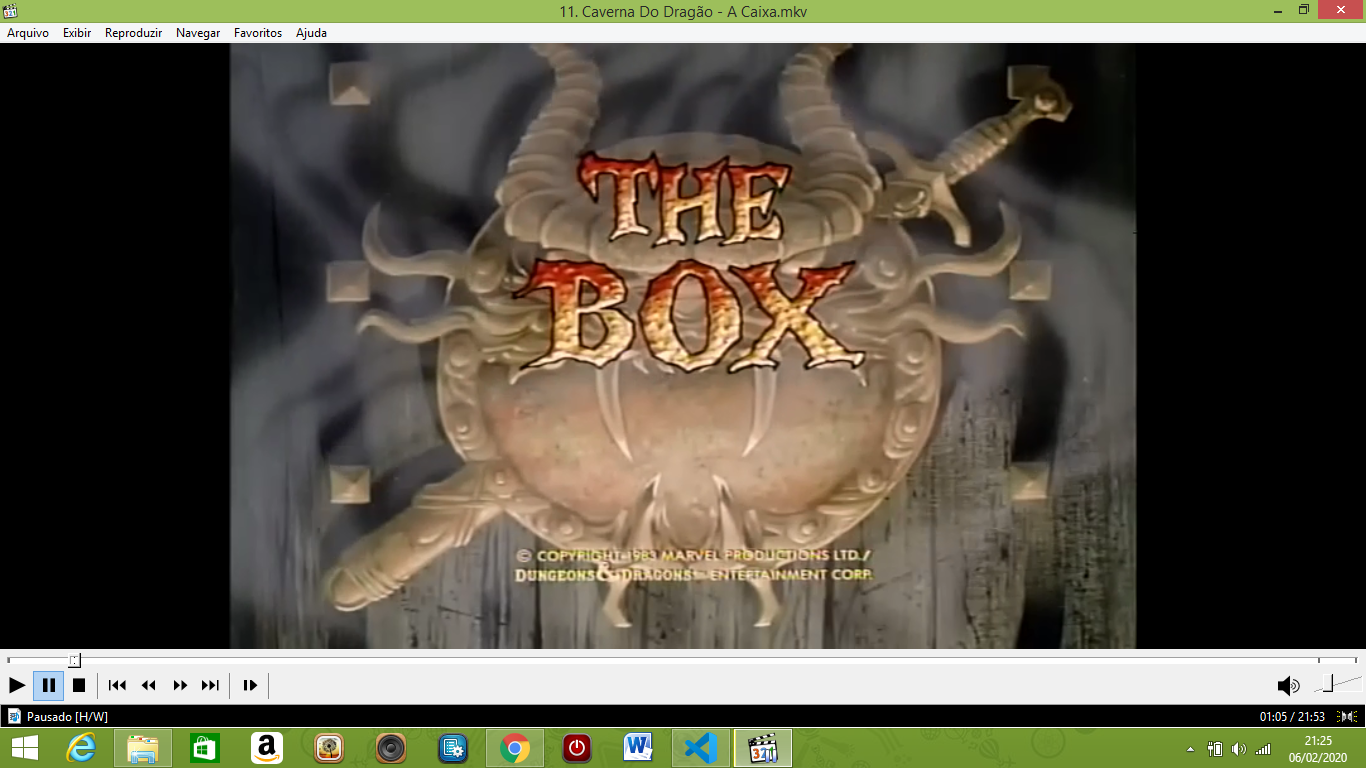 11. Caverna Do Dragão - A Caixa.mkv
Arquivo Exibir Reproduzir Navegar Favoritos Ajuda
THE
BOX
© COPYRIGHT 1983 MARVEL PRODUCTIONS LTD./
DUNGEONS & DRAGONS™ ENTERTAINMENT CORP.
Pausado [H/W]
01:05 / 21:53
21:25
06/02/2020